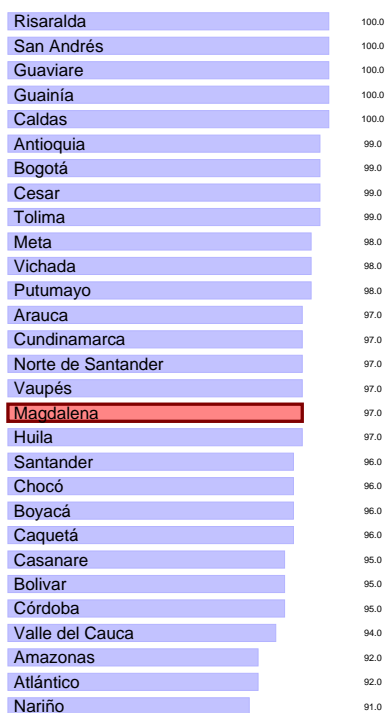 Risaralda 100.0
San Andrés 100.0
Guaviare 100.0
Guainía 100.0
Caldas 100.0
Antioquia 99.0
Bogotá 99.0
Cesar 99.0
Tolima 99.0
Meta 98.0
Vichada 98.0
Putumayo 98.0
Arauca 97.0
Cundinamarca 97.0
Norte de Santander 97.0
Vaupés 97.0
Magdalena 97.0
Huila 97.0
Santander 96.0
Chocó 96.0
Boyacá 96.0
Caquetá 96.0
Casanare 95.0
Bolivar 95.0
Córdoba 95.0
Valle del Cauca 94.0
Amazonas 92.0
Atlántico 92.0
Nariño 91.0